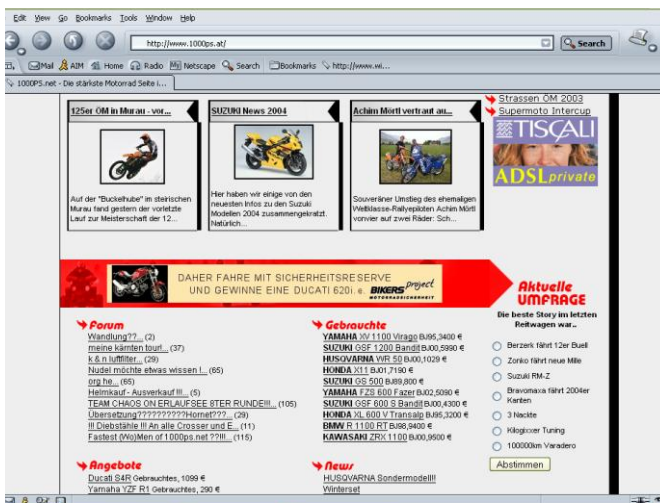 Edit View Go Bookmarks Tools Window Help
http://www.1000ps.at/
Search
Mail AIM Home Radio Netscape Search Bookmarks http://www.wi...
1000PS.net - Die stärkste Motorrad Seite i...
125er ÖM in Murau - vor...
Auf der "Buckelhube" im steirischen
Murau fand gestern der vorletzte
Lauf zur Meisterschaft der 12...
SUZUKI News 2004
Hier haben wir einige von den
neuesten Infos zu den Suzuki
Modellen 2004 zusammengekratzt.
Natürlich...
Achim Mörtl vertraut au...
Souveräner Umstieg des ehemaligen
Weltklasse-Rallyepiloten Achim Mörtl
vonvier auf zwei Räder: Sch...
Strassen ÖM 2003
Supermoto Intercup
TISCALI
ADSL private
DAHER FAHRE MIT SICHERHEITSRESERVE
UND GEWINNE EINE DUCATI 620i.e. BIKERS project
MOTORRADSICHERHEIT
Forum
Wandlung??... (2)
meine kärnten tour!... (37)
k & n luftfilter... (29)
Nudel möchte etwas wissen !... (65)
org he... (65)
Helmkauf - Ausverkauf !!!... (5)
TEAM CHAOS ON ERLAUFSEE 8TER RUNDE!!!... (105)
Übersetzung??????????Hornet???... (29)
!!! Diebstähle !!! An alle Crosser und E... (11)
Fastest (Wo)Men of 1000ps.net ??!!!... (115)
Gebrauchte
YAMAHA XV 1100 Virago BJ95,3400 €
SUZUKI GSF 1200 Bandit BJ00,5990 €
HUSQVARNA WR 50 BJ00,1029 €
HONDA X11 BJ01,7190 €
SUZUKI GS 500 BJ89,800 €
YAMAHA FZS 600 Fazer BJ02,5090 €
SUZUKI GSF 600 S Bandit BJ00,4300 €
HONDA XL 600 V Transalp BJ95,3200 €
BMW R 1100 RT BJ98,9400 €
KAWASAKI ZRX 1100 BJ00,9500 €
Aktuelle
UMFRAGE
Die beste Story im letzten
Reitwagen war..
Berzerk fährt 12er Buell
Zonko fährt neue Mille
Suzuki RM-Z
Bravomaxa fährt 2004er
Kanten
3 Nackte
Kilogixxer Tuning
100000km Varadero
Abstimmen
Angebote
Ducati S4R Gebrauchtes, 1099 €
Yamaha YZF R1 Gebrauchtes, 290 €
News
HUSQVARNA Sondermodell!!
Winterset